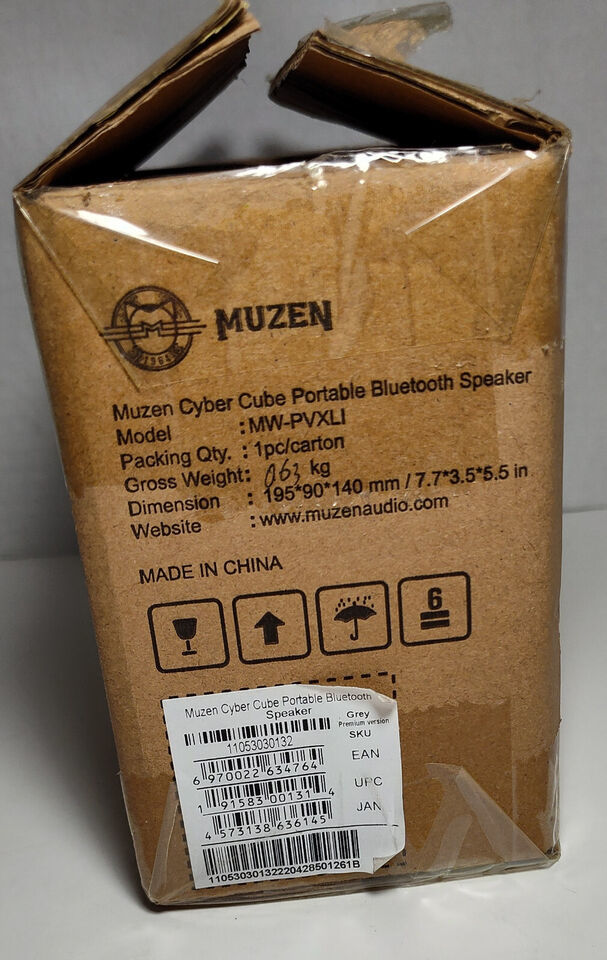 1964
MUZEN
Muzen Cyber Cube Portable Bluetooth Speaker
Model : MW-PVXLI
Packing Qty. : 1pc/carton
Gross Weight: 0.63 kg
Dimension : 195*90*140 mm / 7.7*3.5*5.5 in
Website : www.muzenaudio.com
MADE IN CHINA
6
Muzen Cyber Cube Portable Bluetooth
Speaker
Grey
Premium version
11053030132 SKU
6 970022 634764 EAN
1 91583 00131 4 UPC
4 573138 636145 JAN
11053030132220428501261B